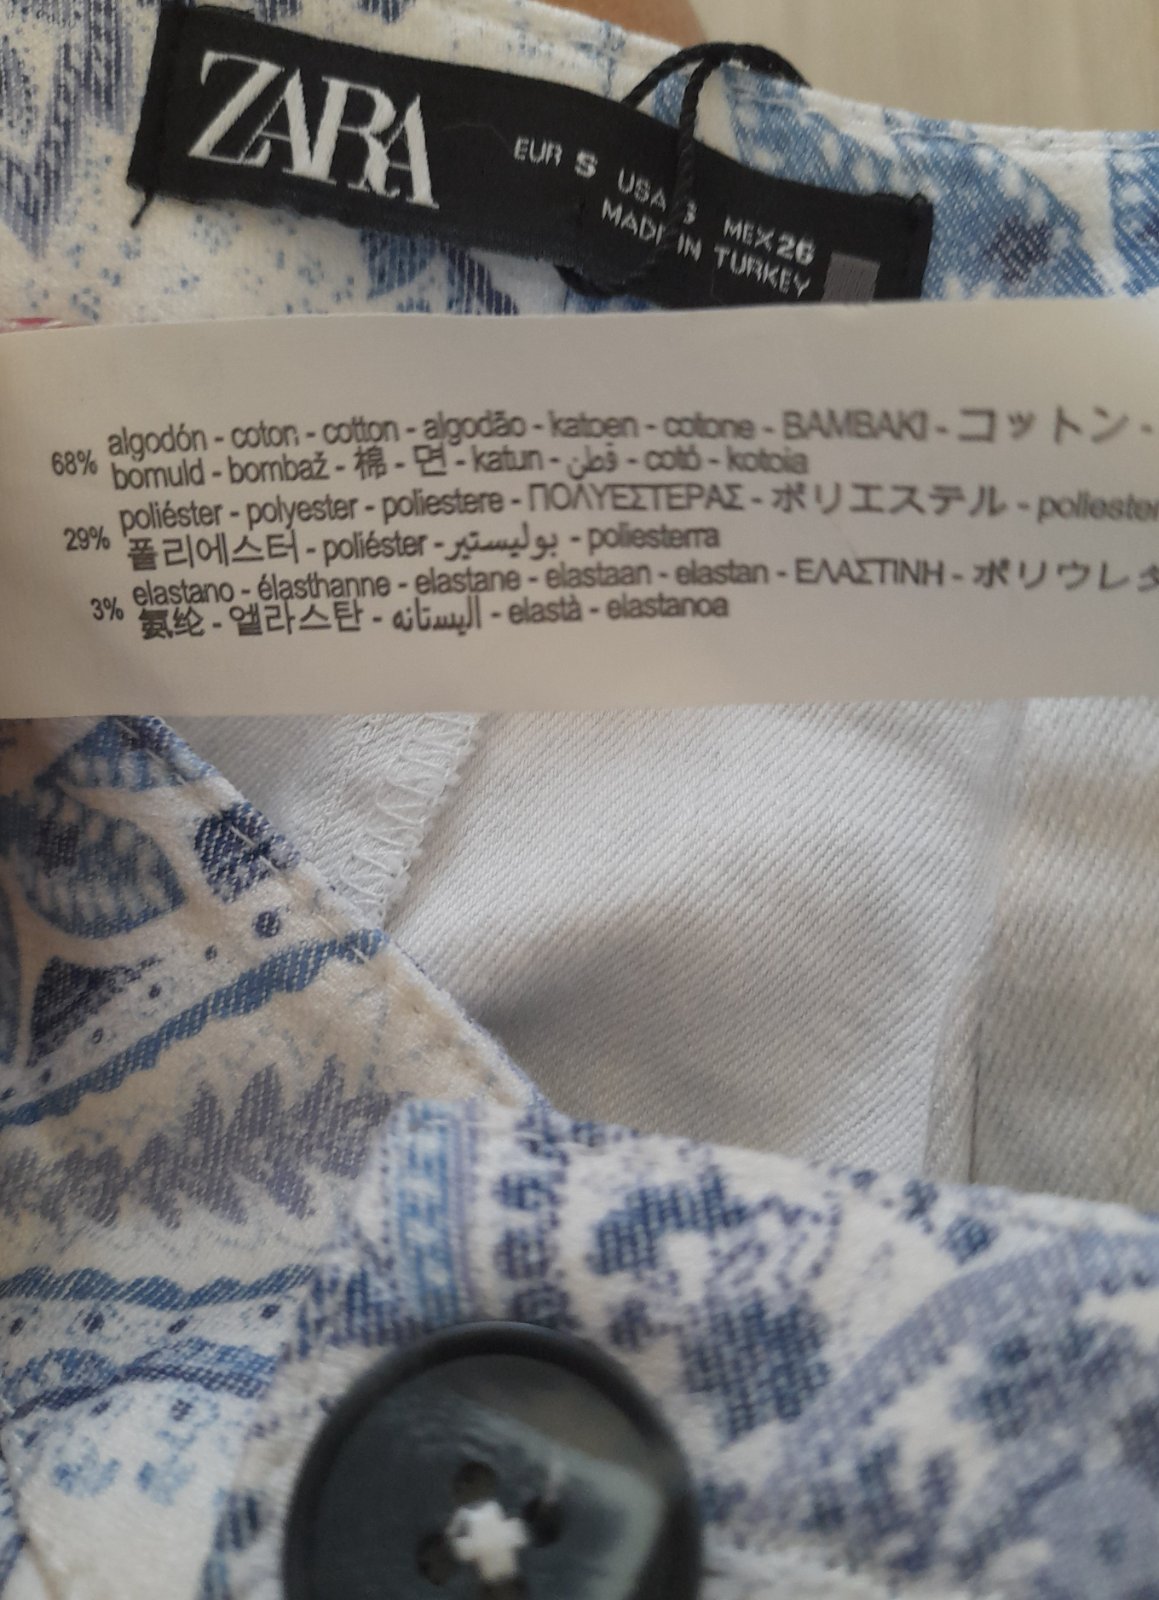 ZARA
EUR S USA S MEX 26
MADE IN TURKEY
68% algodón - coton - cotton - algodão - katoen - cotone - ΒΑΜΒΑΚΙ - コットン -
bomuld - bombaž - 棉 - 면 - katun - قطن - cotó - kotoia
29% poliéster - polyester - poliestere - ΠΟΛΥΕΣΤΕΡΑΣ - ポリエステル - poliester
폴리에스터 - poliéster - بوليستير - poliesterra
3% elastano - élasthanne - elastane - elastaan - elastan - ΕΛΑΣΤΙΝΗ - ポリウレタ
氨纶 - 엘라스탄 - اليستانه - elastà - elastanoa